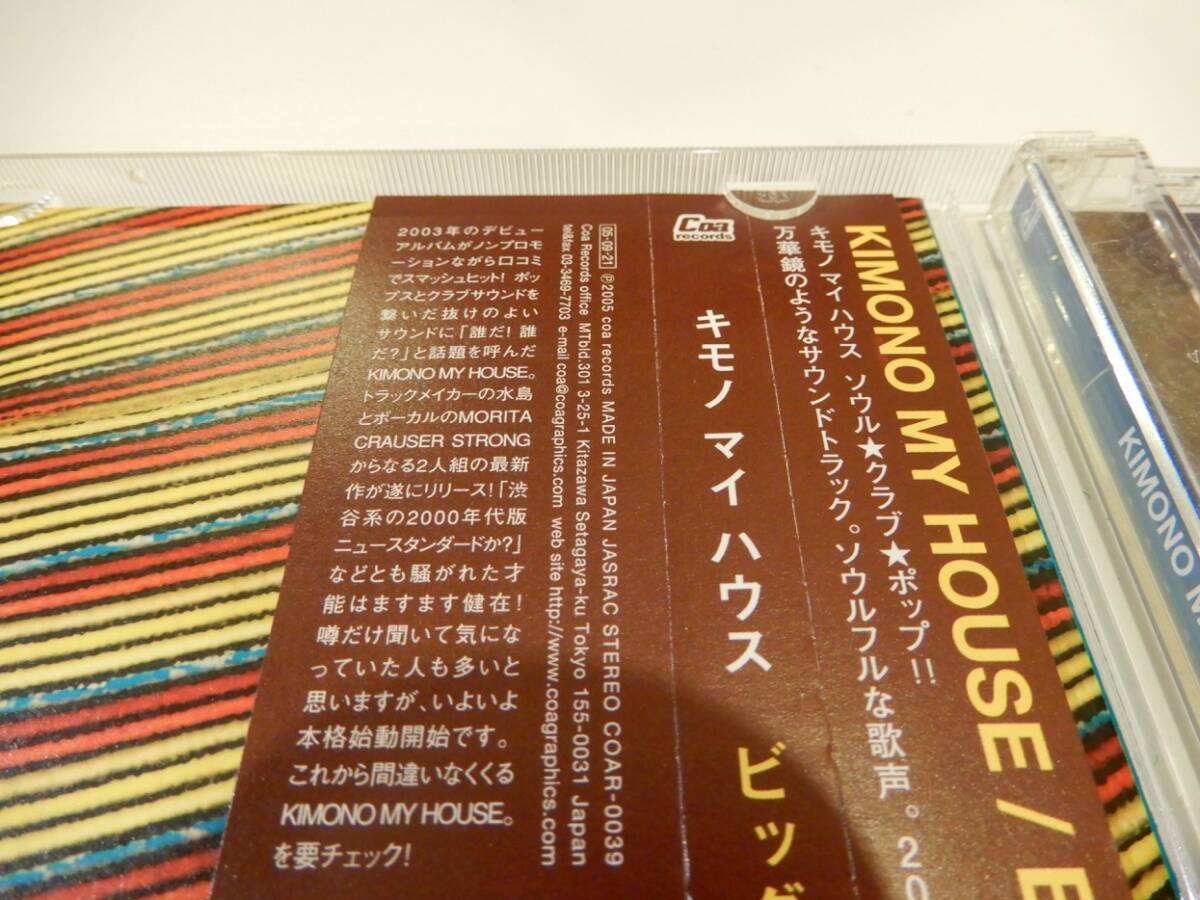 KIMONO MY HOUSE / B
キモノ マイ ハウス ソウル★クラブ★ポップ!!
万華鏡のようなサウンドトラック。ソウルフルな歌声。20
Coa
records
キモノ マイ ハウス ビッグ
05-09-21 ℗2005 coa records MADE IN JAPAN JASRAC STEREO COAR-0039
Coa Records office MTbld.301 3-25-1 Kitazawa Setagaya-ku Tokyo 155-0031 Japan
tel&fax 03-3469-7703 e-mail coa@coagraphics.com web site http://www.coagraphics.com
2003年のデビュー
アルバムがノンプロモ
ーションながら口コミ
でスマッシュヒット! ポッ
プスとクラブサウンドを
繋いだ抜けのよい
サウンドに「誰だ! 誰
だ?」と話題を呼んだ
KIMONO MY HOUSE。
トラックメイカーの水島
とボーカルのMORITA
CRAUSER STRONG
からなる2人組の最新
作が遂にリリース!「渋
谷系の2000年代版
ニュースタンダードか?」
などとも騒がれた才
能はますます健在!
噂だけ聞いて気にな
っていた人も多いと
思いますが、いよいよ
本格始動開始です。
これから間違いなくくる
KIMONO MY HOUSE。
を要チェック!
KIMONO